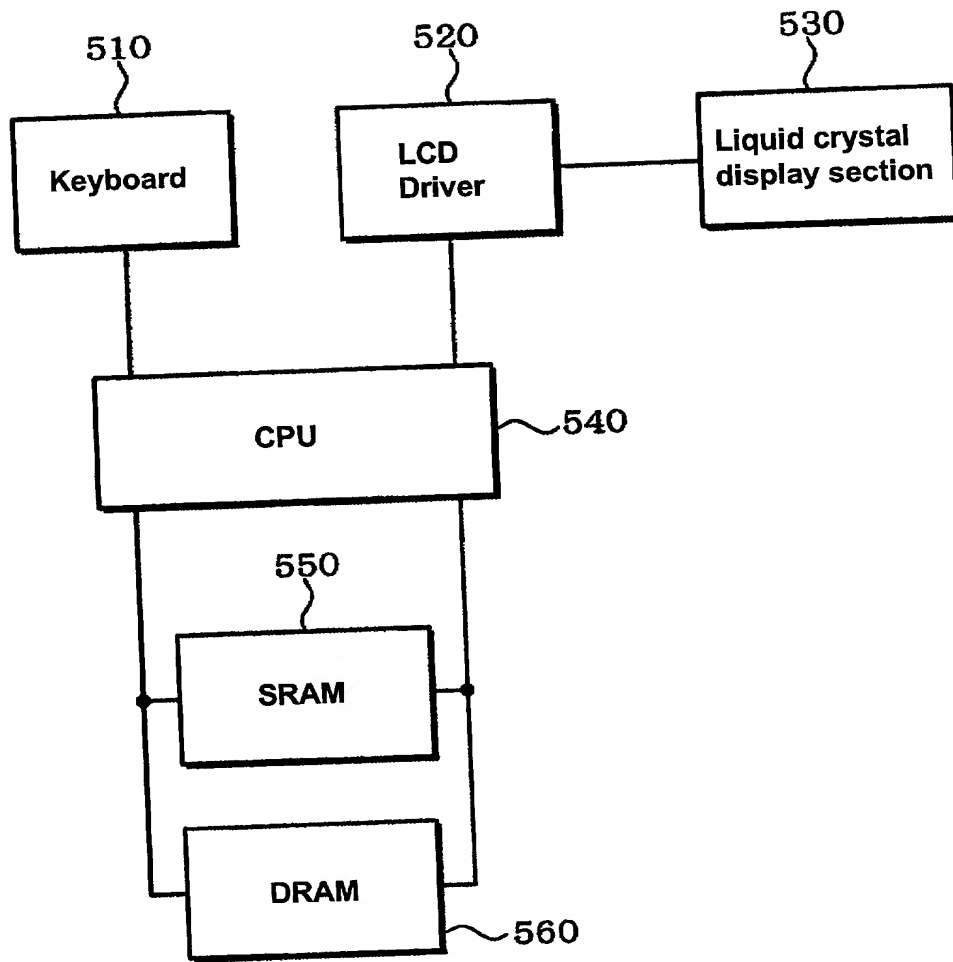 510
520
530
Keyboard
LCD
Driver
Liquid crystal
display section
CPU
540
550
SRAM
DRAM
560